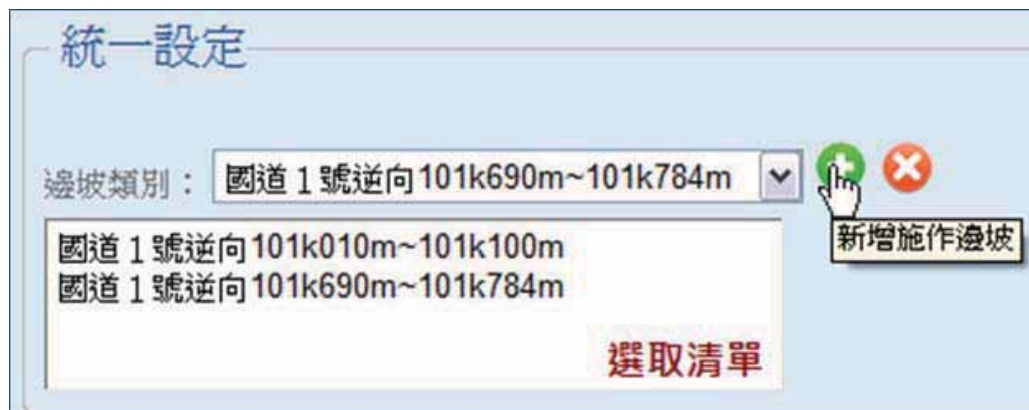 統一設定
邊坡類別： 國道 1 號逆向101k690m~101k784m
新增施作邊坡
國道 1 號逆向101k010m~101k100m
國道 1 號逆向101k690m~101k784m
選取清單